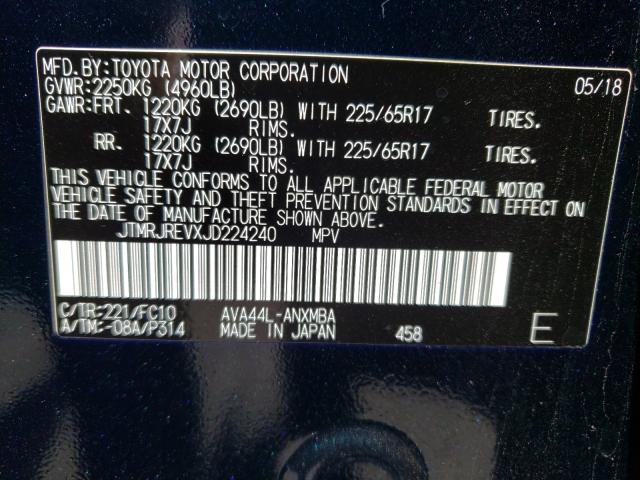 MFD.BY:TOYOTA MOTOR CORPORATION 05/18
GVWR:2250KG (4960LB)
GAWR:FRT. 1220KG (2690LB) WITH 225/65R17 TIRES.
17X7J RIMS.
RR. 1220KG (2690LB) WITH 225/65R17 TIRES.
17X7J RIMS.
THIS VEHICLE CONFORMS TO ALL APPLICABLE FEDERAL MOTOR
VEHICLE SAFETY AND THEFT PREVENTION STANDARDS IN EFFECT ON
THE DATE OF MANUFACTURE SHOWN ABOVE.
JTMRJREVXJD224240 MPV
C/TR:221/FC10 AVA44L-ANXMBA
A/TM:-08A/P314 MADE IN JAPAN 458 E